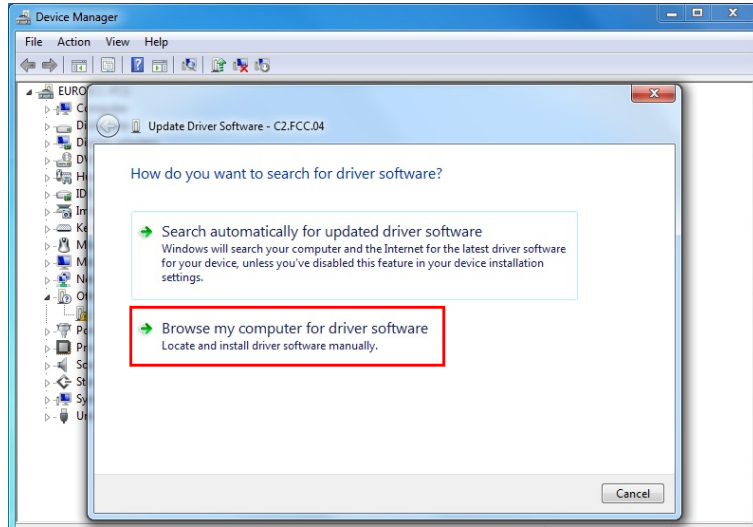 Device Manager
File Action View Help
EURO
Update Driver Software - C2.FCC.04
How do you want to search for driver software?
Search automatically for updated driver software
Windows will search your computer and the Internet for the latest driver software
for your device, unless you've disabled this feature in your device installation
settings.
Browse my computer for driver software
Locate and install driver software manually.
Cancel